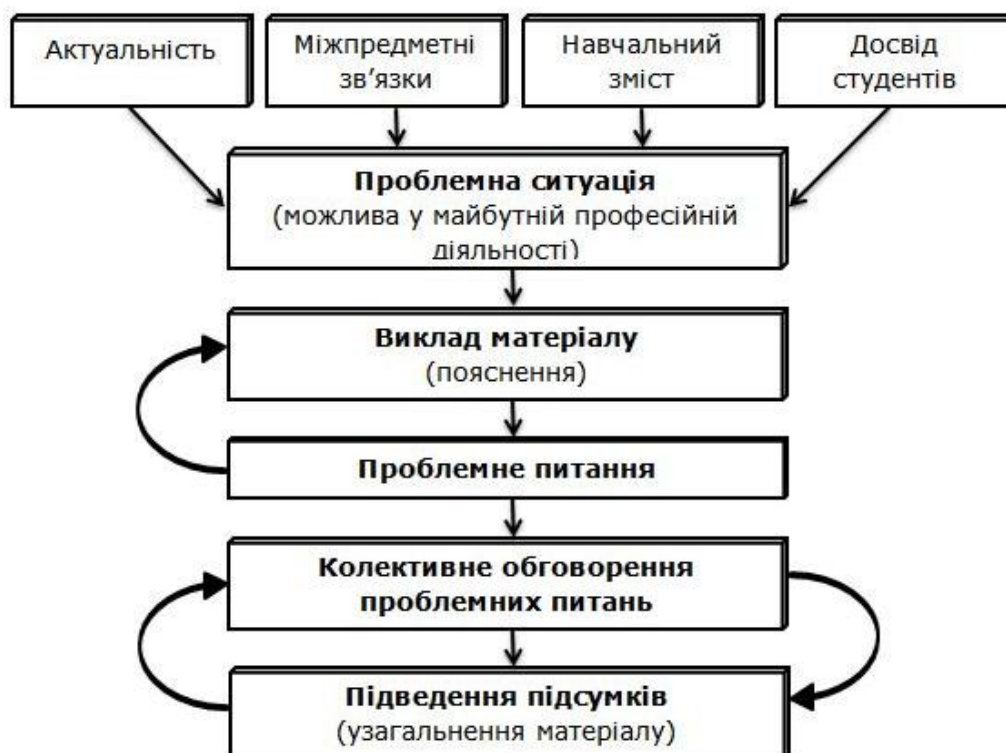 Актуальність
Міжпредметні
зв’язки
Навчальний
зміст
Досвід
студентів
Проблемна ситуація
(можлива у майбутній професійній
діяльності)
Виклад матеріалу
(пояснення)
Проблемне питання
Колективне обговорення
проблемних питань
Підведення підсумків
(узагальнення матеріалу)